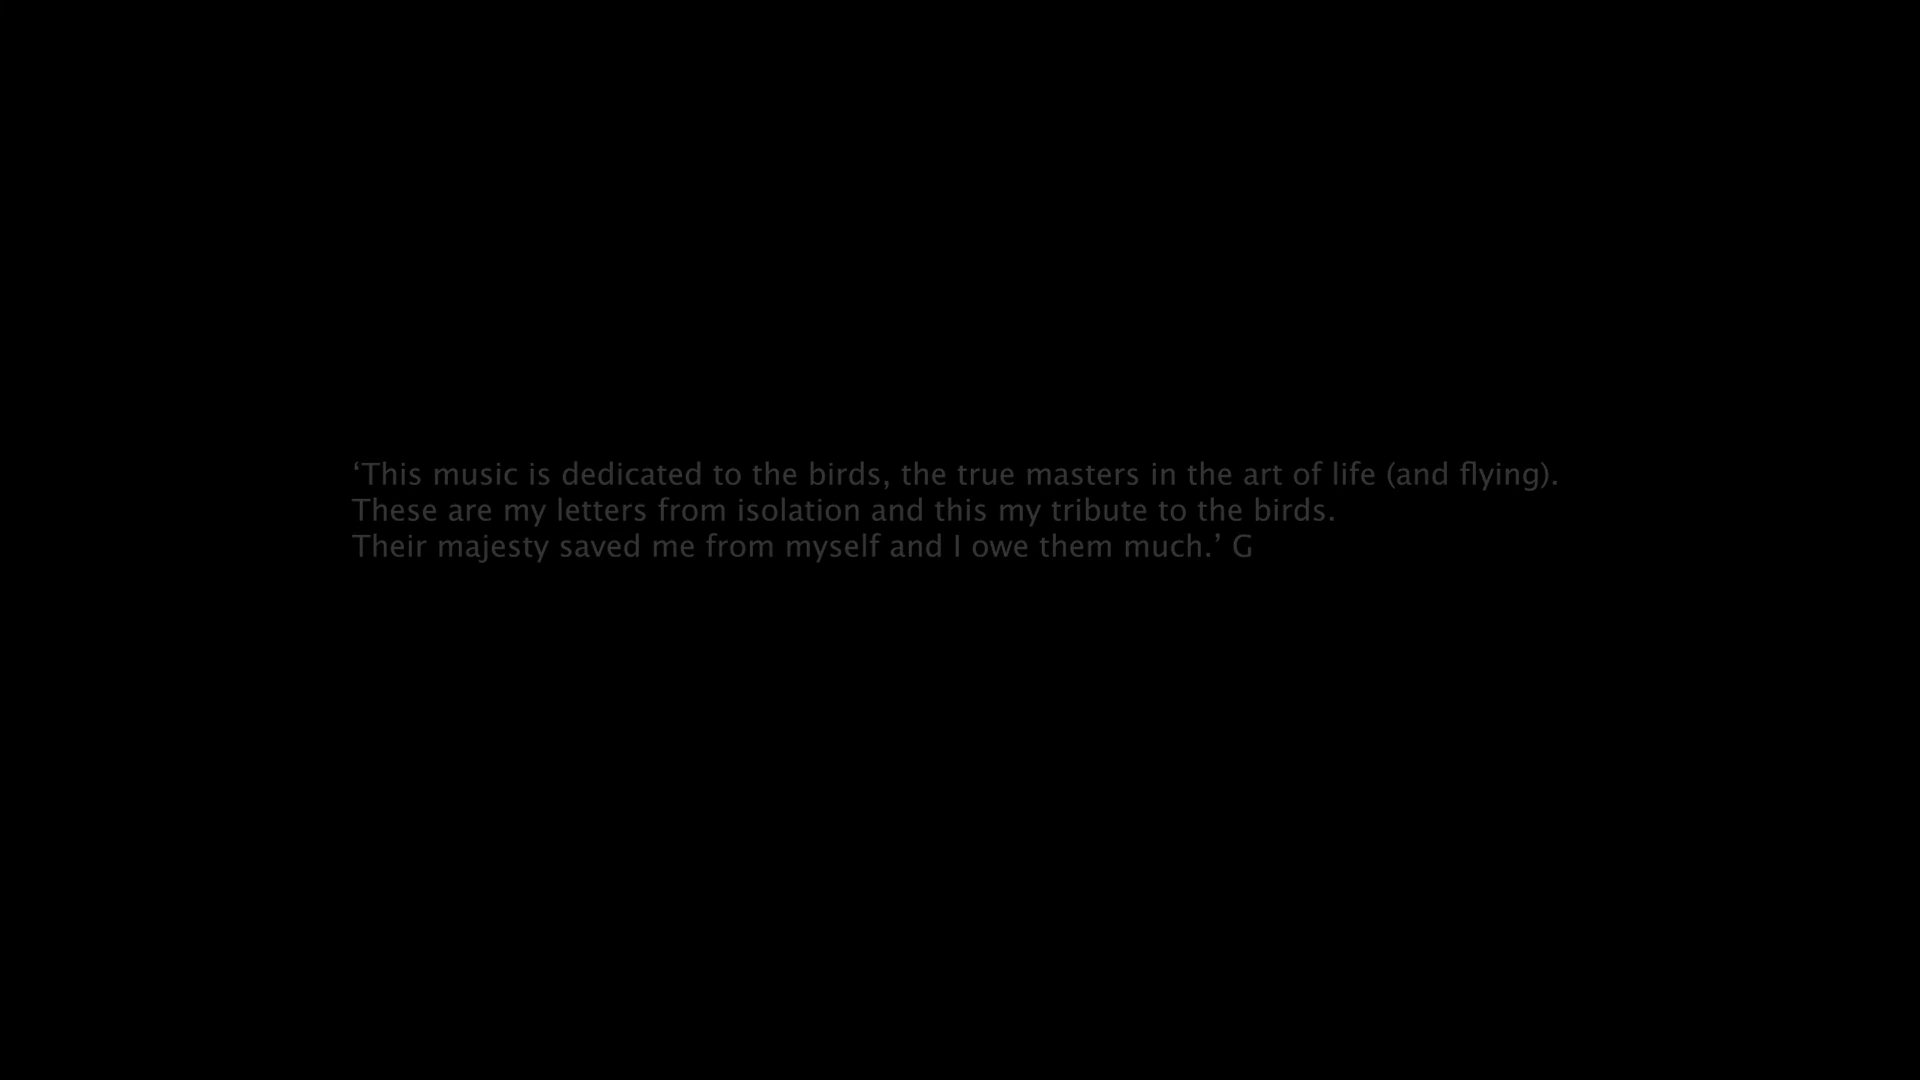 ‘This music is dedicated to the birds, the true masters in the art of life (and flying).
These are my letters from isolation and this my tribute to the birds.
Their majesty saved me from myself and I owe them much.’ G